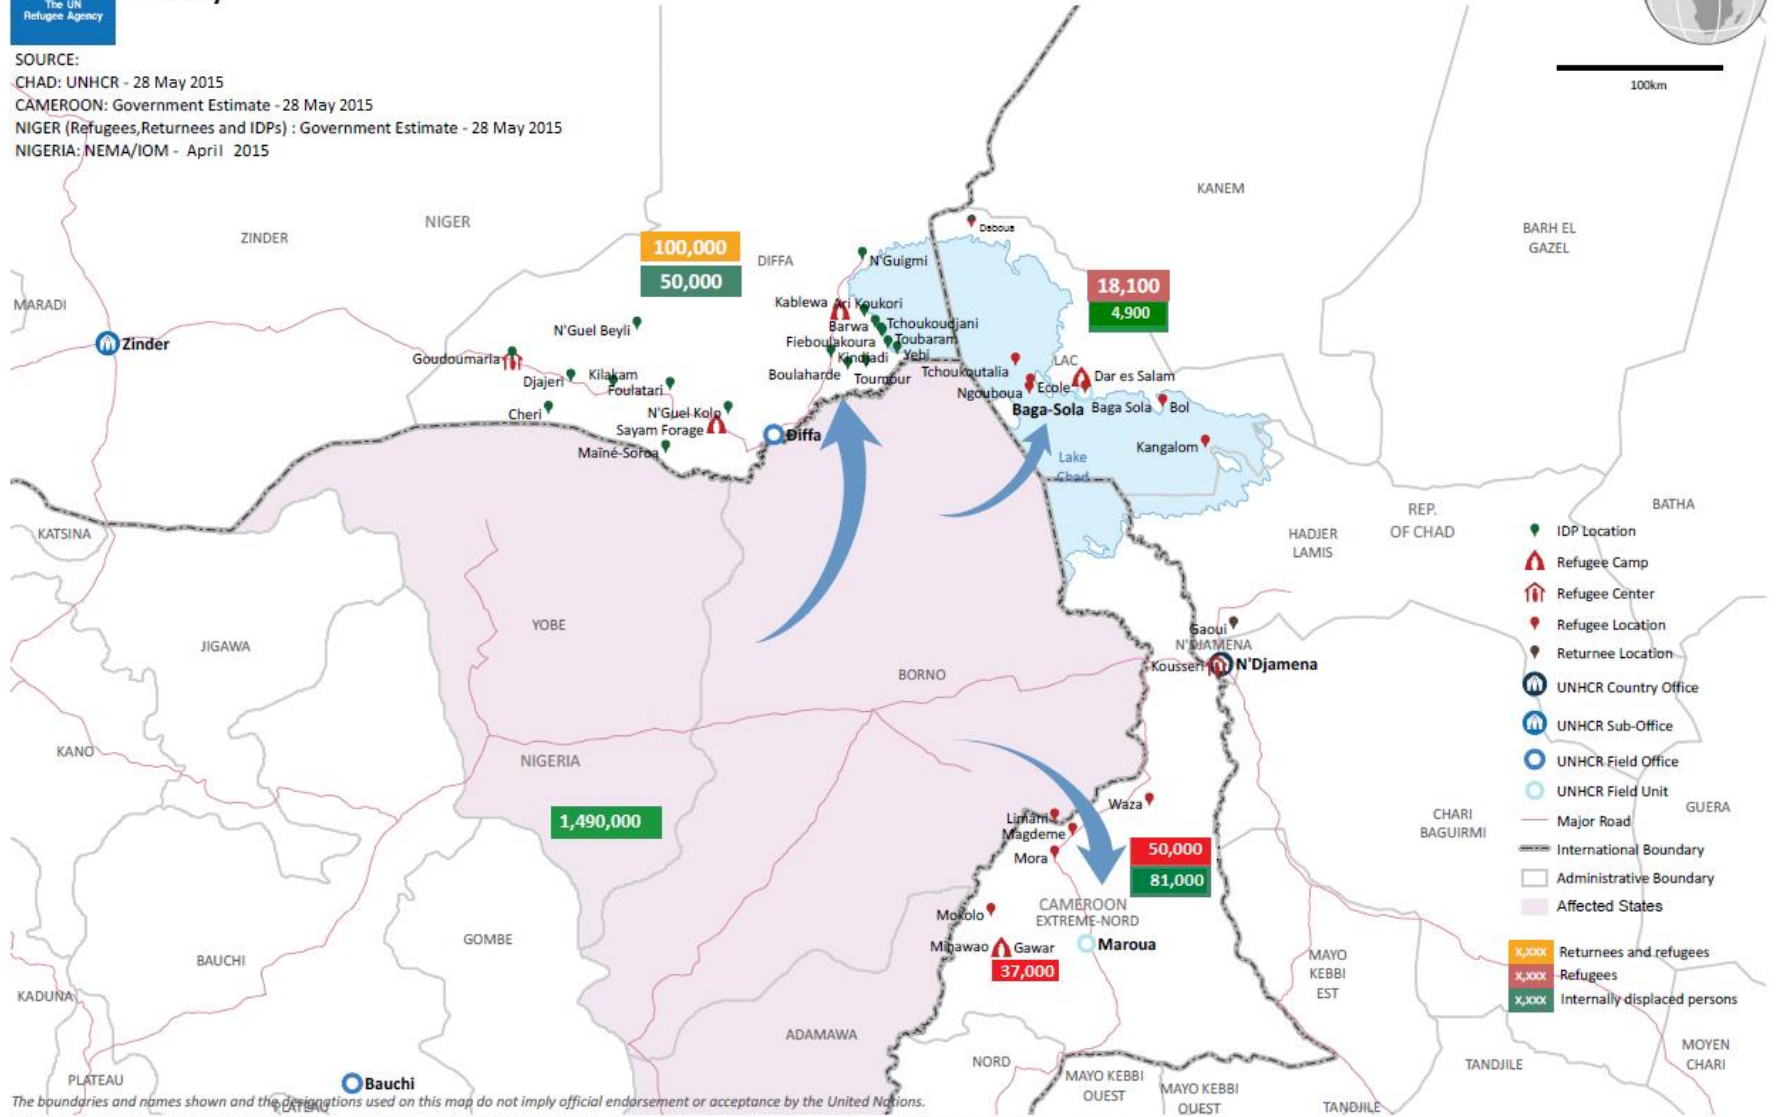 The UN
Refugee Agency
SOURCE:
CHAD: UNHCR - 28 May 2015
CAMEROON: Government Estimate - 28 May 2015
NIGER (Refugees,Returnees and IDPs) : Government Estimate - 28 May 2015
NIGERIA: NEMA/IOM - April 2015
100km
KANEM
NIGER
ZINDER
BARH EL
GAZEL
Daboua
100,000
50,000
DIFFA
N'Guigmi
18,100
4,900
MARADI
Kablewa
Ari Koukori
N'Guel Beyli
Barwa
Tchoukoudjani
Zinder
Fieboulakoura
Toubaram
Goudoumaria
Kindjadi
Yebi
LAC
Boulaharde
Toumour
Tchoukoutalia
Djajeri
Kilakam
Foulatari
Dar es Salam
Ecole
Ngouboua
Baga-Sola
Baga Sola
Bol
Cheri
N'Guel Kolo
Sayam Forage
Diffa
Maïné-Soroa
Kangalom
Lake
Chad
KATSINA
REP.
OF CHAD
BATHA
HADJER
LAMIS
IDP Location
Refugee Camp
Refugee Center
Refugee Location
Returnee Location
UNHCR Country Office
UNHCR Sub-Office
UNHCR Field Office
UNHCR Field Unit
Major Road
International Boundary
Administrative Boundary
Affected States
x,xxx Returnees and refugees
x,xxx Refugees
x,xxx Internally displaced persons
YOBE
JIGAWA
Gaoui
N'DJAMENA
Kousseri
N'Djamena
BORNO
KANO
NIGERIA
1,490,000
Waza
Limani
Magdeme
Mora
50,000
81,000
CHARI
BAGUIRMI
GUERA
CAMEROON
EXTREME-NORD
Mokolo
Minawao
Gawar
37,000
Maroua
GOMBE
BAUCHI
MAYO
KEBBI
EST
KADUNA
ADAMAWA
NORD
TANDJILE
MOYEN
CHARI
PLATEAU
Bauchi
MAYO KEBBI
OUEST
MAYO KEBBI
OUEST
TANDJILE
PLATEAU
The boundaries and names shown and the designations used on this map do not imply official endorsement or acceptance by the United Nations.